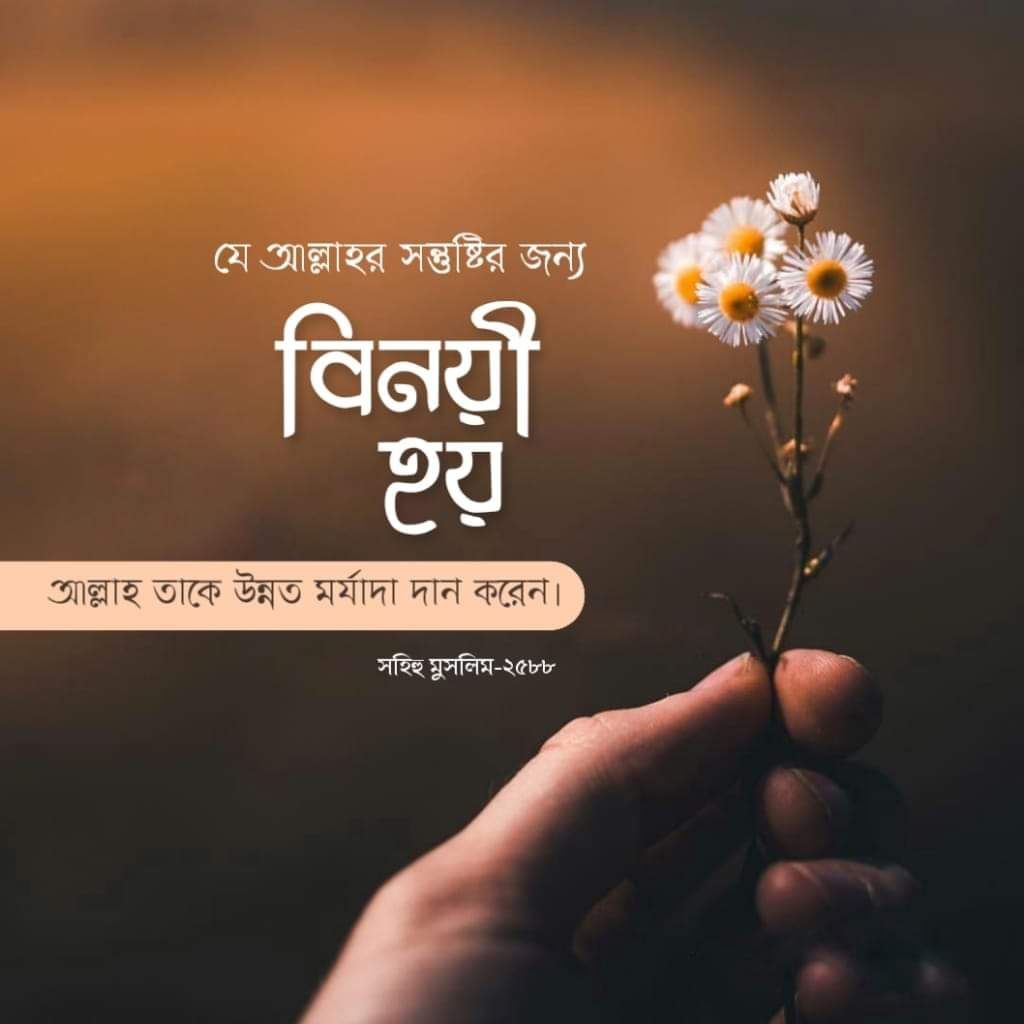 যে আল্লাহর সন্তুষ্টির জন্য
বিনয়ী
হয়
আল্লাহ তাকে উন্নত মর্যাদা দান করেন।
সহিহু মুসলিম-২৫৮৮